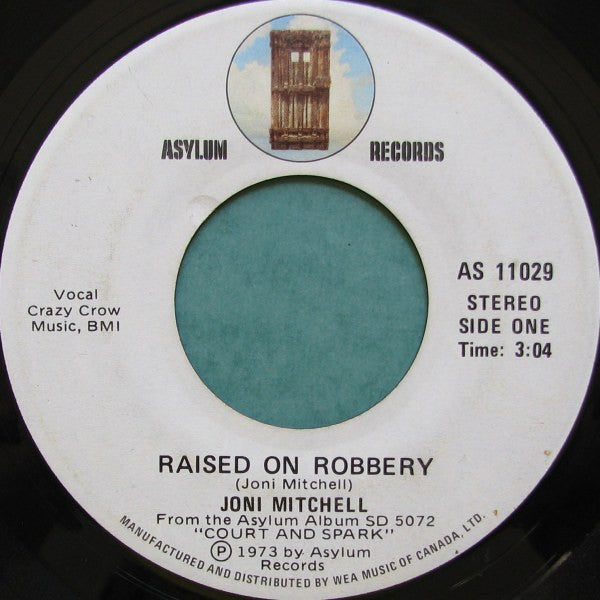 ASYLUM RECORDS
Vocal
Crazy Crow
Music, BMI
AS 11029
STEREO
SIDE ONE
Time: 3:04
RAISED ON ROBBERY
(Joni Mitchell)
JONI MITCHELL
From the Asylum Album SD 5072
"COURT AND SPARK"
Ⓟ 1973 by Asylum
Records
MANUFACTURED AND DISTRIBUTED BY WEA MUSIC OF CANADA, LTD.